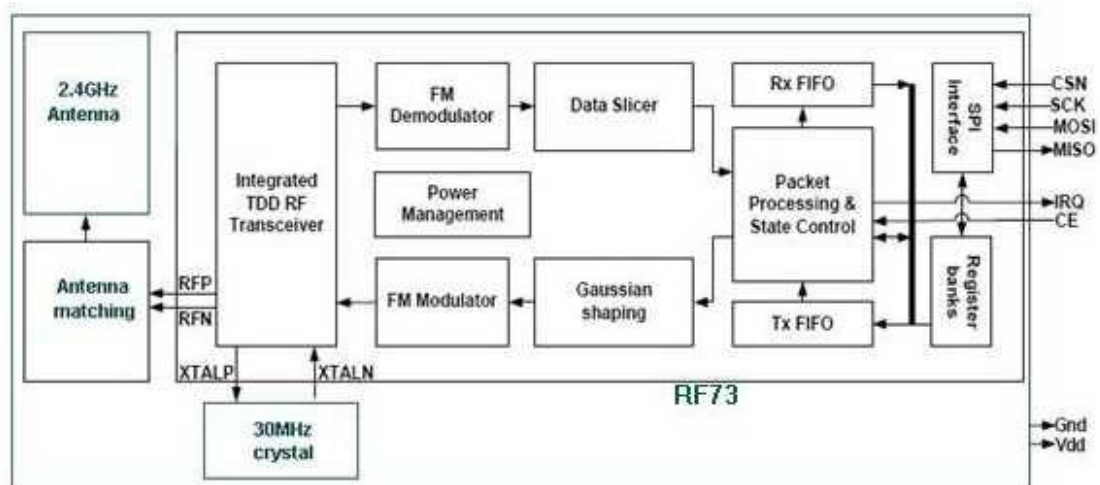 2.4GHz
Antenna
Antenna
matching
RFP
RFN
XTALP
XTALN
30MHz
crystal
Integrated
TDD RF
Transceiver
FM
Demodulator
Data Slicer
Power
Management
FM Modulator
Gaussian
shaping
Rx FIFO
Packet
Processing &
State Control
Tx FIFO
SPI
Interface
Register
banks
CSN
SCK
MOSI
MISO
IRQ
CE
RF73
Gnd
Vdd